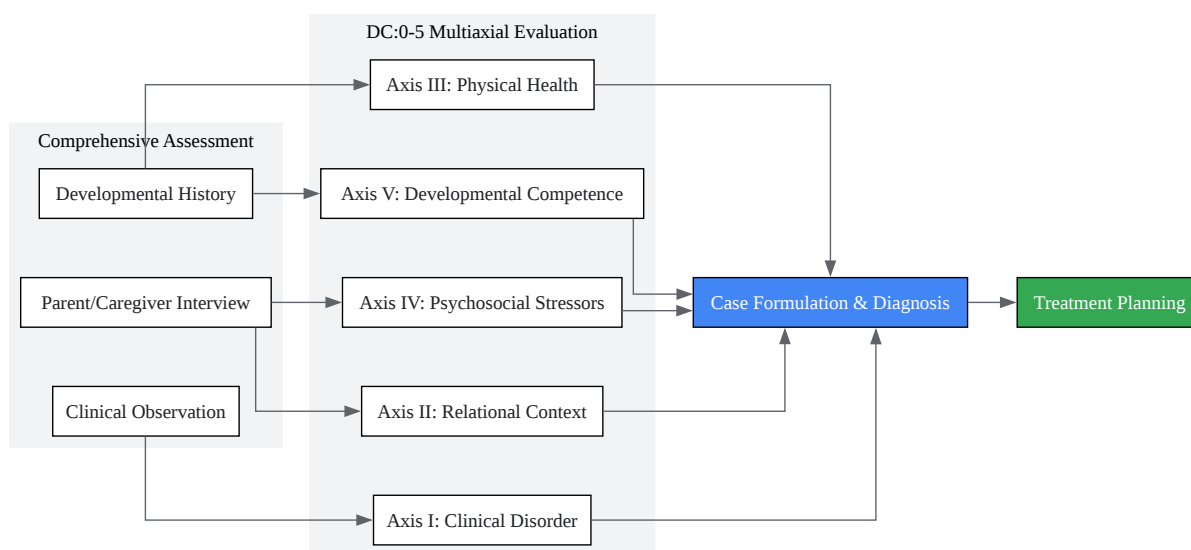 DC:0-5 Multiaxial Evaluation
Axis III: Physical Health
Comprehensive Assessment
Developmental History
Axis V: Developmental Competence
Parent/Caregiver Interview
Axis IV: Psychosocial Stressors
Case Formulation & Diagnosis
Treatment Planning
Clinical Observation
Axis II: Relational Context
Axis I: Clinical Disorder